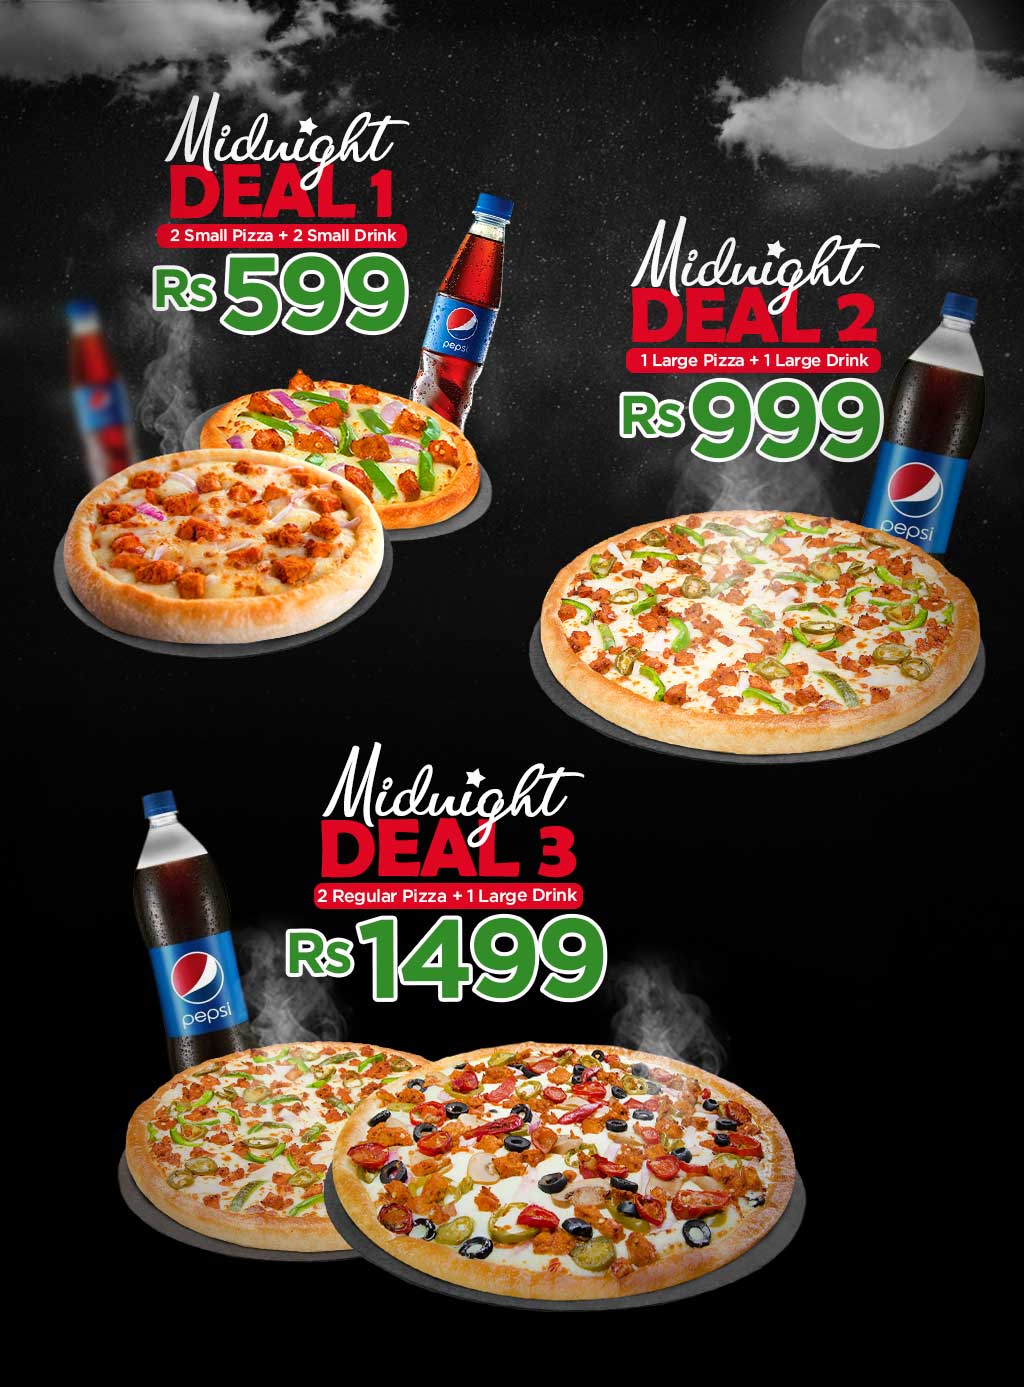 Midnight
DEAL 1
2 Small Pizza + 2 Small Drink
Rs 599
pepsi
Midnight
DEAL 2
1 Large Pizza + 1 Large Drink
Rs 999
pepsi
Midnight
DEAL 3
2 Regular Pizza + 1 Large Drink
Rs 1499
pepsi